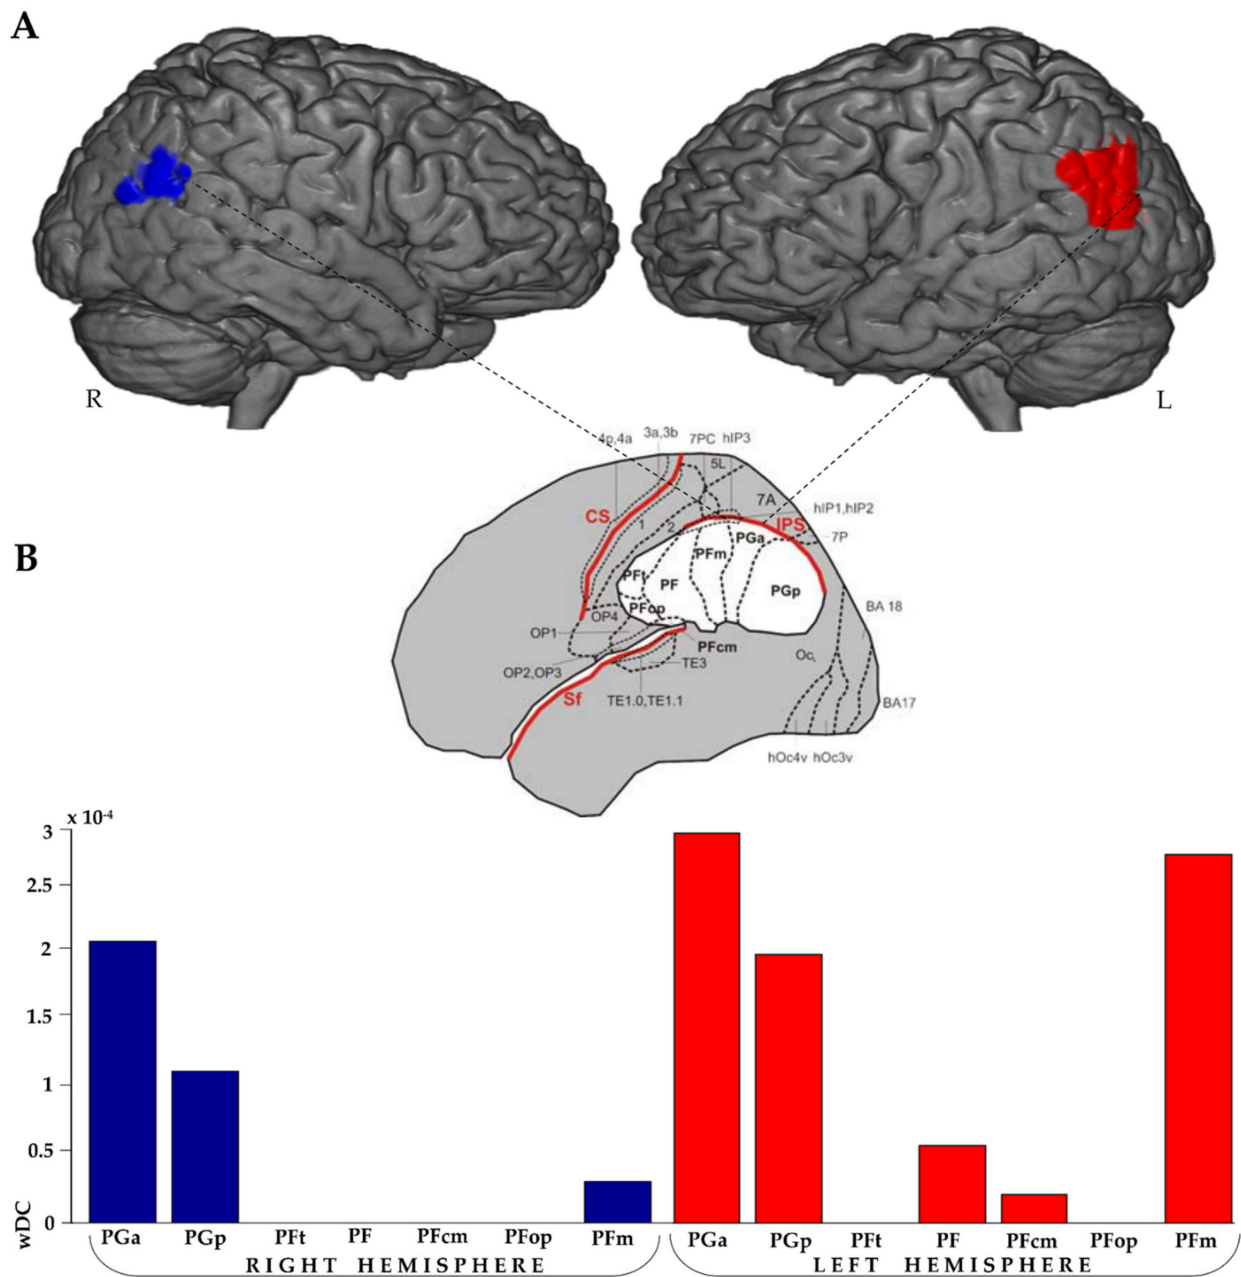 A
R
L
4p,4a 3a,3b 7PC hIP3
5L
7A
hIP1,hIP2
CS
1
2
IPS
7P
B
PGa
PFm
PFt
PF
PGp
PFop
BA 18
OP4
OP1
PFcm
Oc
TE3
OP2,OP3
Sf
TE1.0,TE1.1
BA17
hOc4v hOc3v
x 10-4
3
2.5
2
1.5
1
0.5
0
wDC
PGa PGp PFt PF PFcm PFop PFm PGa PGp PFt PF PFcm PFop PFm
RIGHT HEMISPHERE LEFT HEMISPHERE